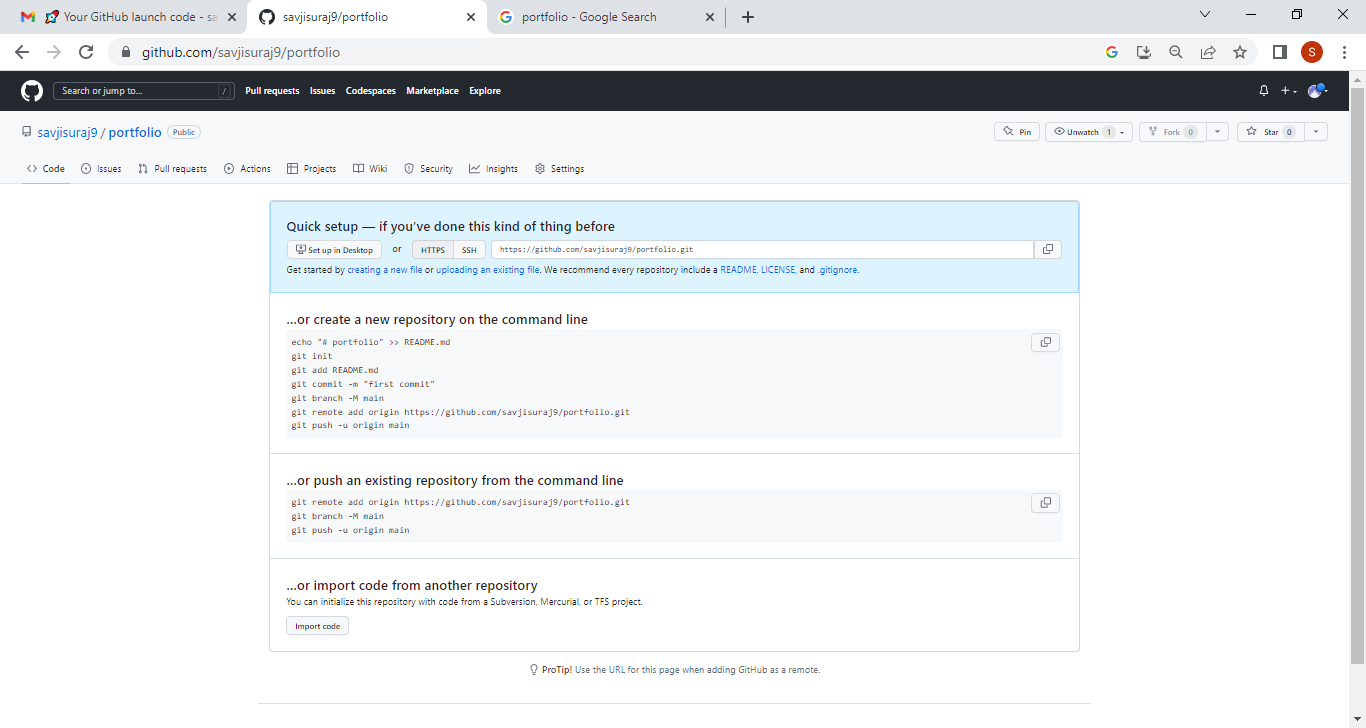 Your GitHub launch code - sa
savjisuraj9/portfolio
portfolio - Google Search
github.com/savjisuraj9/portfolio
S
Search or jump to...
/
Pull requests
Issues
Codespaces
Marketplace
Explore
savjisuraj9 / portfolio
Public
Pin
Unwatch 1
Fork 0
Star 0
Code
Issues
Pull requests
Actions
Projects
Wiki
Security
Insights
Settings
Quick setup — if you've done this kind of thing before
Set up in Desktop
or
HTTPS
SSH
https://github.com/savjisuraj9/portfolio.git
Get started by creating a new file or uploading an existing file. We recommend every repository include a README, LICENSE, and .gitignore.
…or create a new repository on the command line
echo "# portfolio" >> README.md
git init
git add README.md
git commit -m "first commit"
git branch -M main
git remote add origin https://github.com/savjisuraj9/portfolio.git
git push -u origin main
…or push an existing repository from the command line
git remote add origin https://github.com/savjisuraj9/portfolio.git
git branch -M main
git push -u origin main
…or import code from another repository
You can initialize this repository with code from a Subversion, Mercurial, or TFS project.
Import code
ProTip! Use the URL for this page when adding GitHub as a remote.